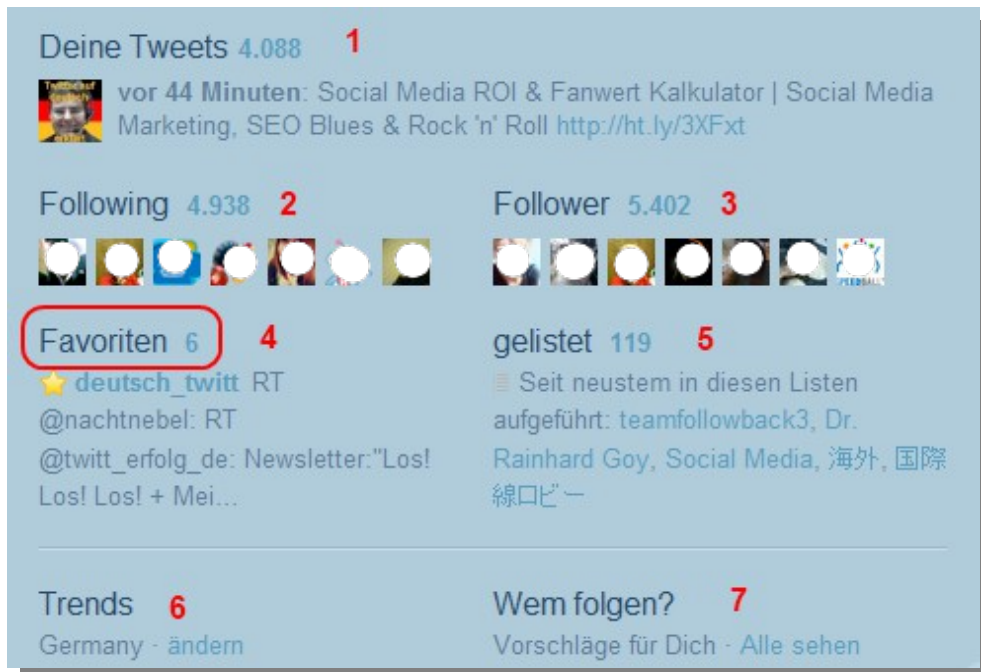 Deine Tweets 4.088 1
vor 44 Minuten: Social Media ROI & Fanwert Kalkulator | Social Media
Marketing, SEO Blues & Rock 'n' Roll http://ht.ly/3XFxt
Following 4.938 2
Follower 5.402 3
Favoriten 6 4
deutsch_twitt RT
@nachtnebel: RT
@twitt_erfolg_de: Newsletter:"Los!
Los! Los! + Mei...
gelistet 119 5
Seit neustem in diesen Listen
aufgeführt: teamfollowback3, Dr.
Rainhard Goy, Social Media, 海外, 国際
線ロビー
Trends 6
Germany · ändern
Wem folgen? 7
Vorschläge für Dich · Alle sehen